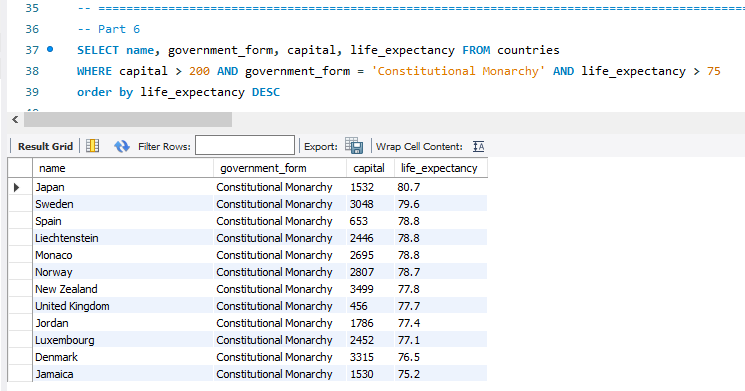 35 -- ==========================================================================================
36 -- Part 6
37 SELECT name, government_form, capital, life_expectancy FROM countries
38 WHERE capital > 200 AND government_form = 'Constitutional Monarchy' AND life_expectancy > 75
39 order by life_expectancy DESC
Result Grid Filter Rows: Export: Wrap Cell Content: IA
name government_form capital life_expectancy
Japan Constitutional Monarchy 1532 80.7
Sweden Constitutional Monarchy 3048 79.6
Spain Constitutional Monarchy 653 78.8
Liechtenstein Constitutional Monarchy 2446 78.8
Monaco Constitutional Monarchy 2695 78.8
Norway Constitutional Monarchy 2807 78.7
New Zealand Constitutional Monarchy 3499 77.8
United Kingdom Constitutional Monarchy 456 77.7
Jordan Constitutional Monarchy 1786 77.4
Luxembourg Constitutional Monarchy 2452 77.1
Denmark Constitutional Monarchy 3315 76.5
Jamaica Constitutional Monarchy 1530 75.2